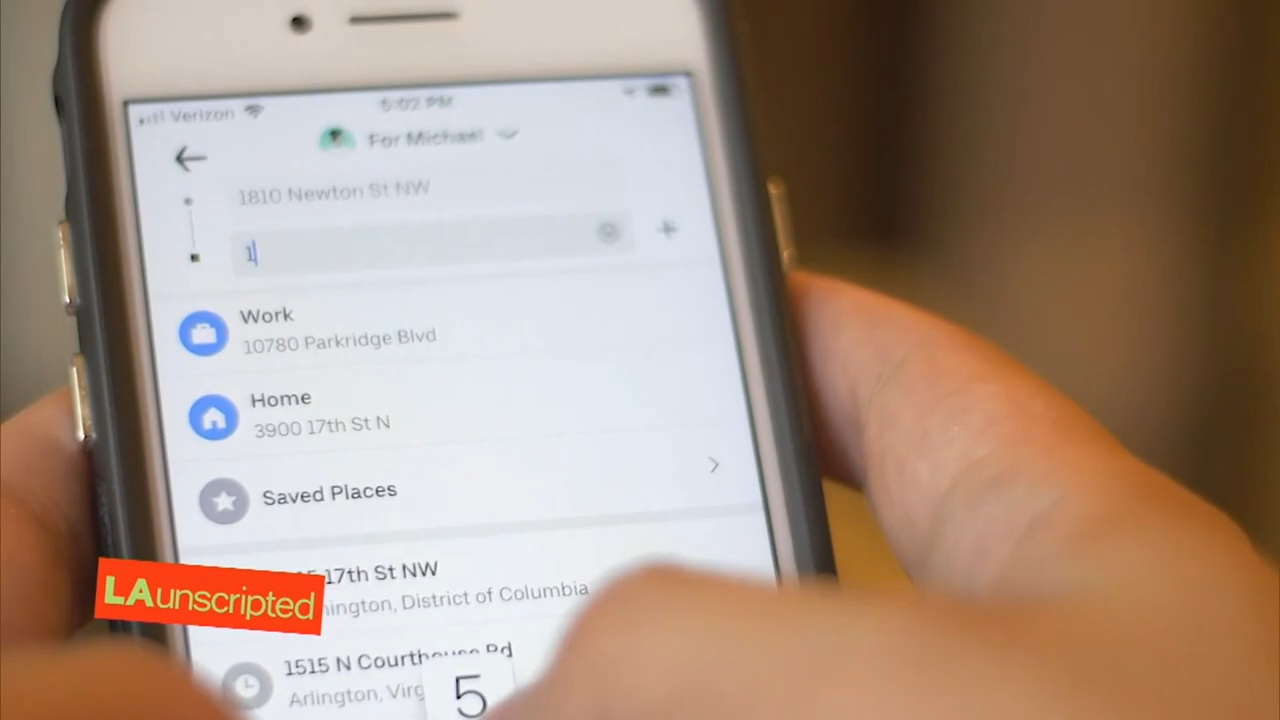 Verizon
5:02 PM
For Michael
1810 Newton St NW
1
Work
10780 Parkridge Blvd
Home
3900 17th St N
Saved Places
17th St NW
District of Columbia
LAunscripted
1515 N Courthouse Rd
Arlington,
5